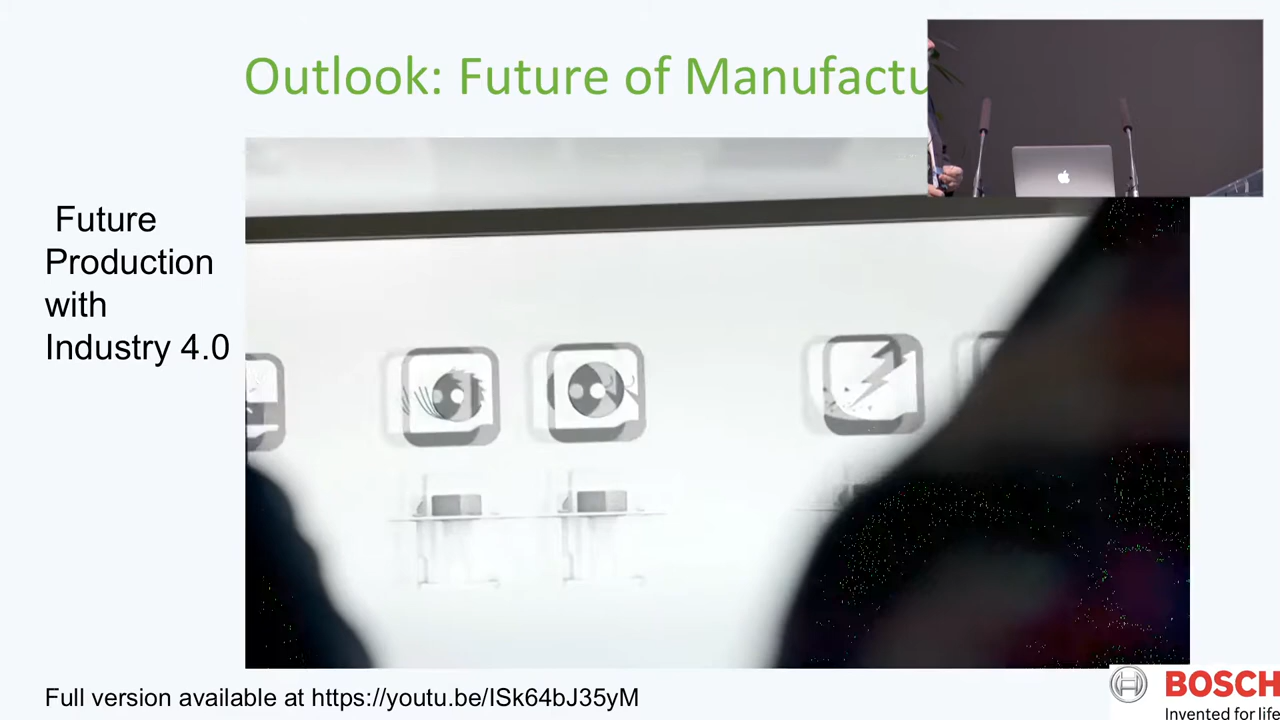 Outlook: Future of Manufactu
Future
Production
with
Industry 4.0
Full version available at https://youtu.be/ISk64bJ35yM
BOSCH
Invented for life